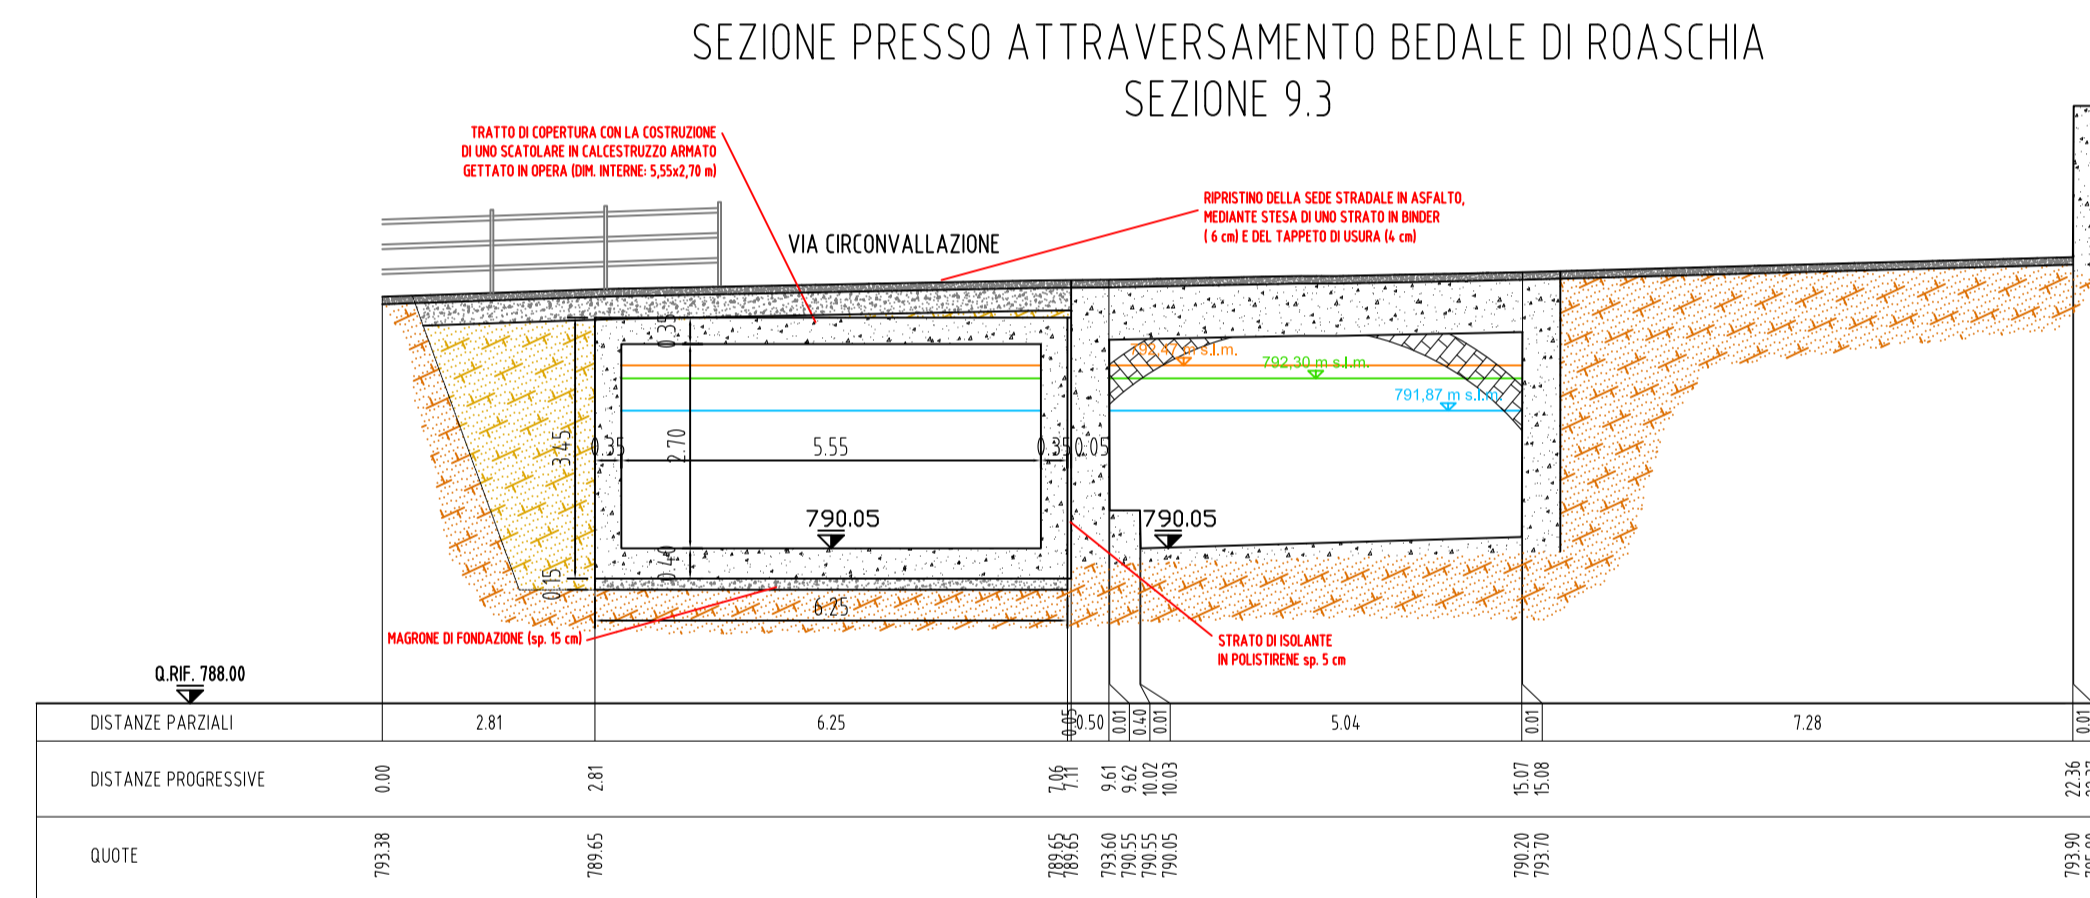 SEZIONE PRESSO ATTRAVERSAMENTO BEDALE DI ROASCHIA
SEZIONE 9.3
TRATTO DI COPERTURA CON LA COSTRUZIONE
DI UNO SCATOLARE IN CALCESTRUZZO ARMATO
GETTATO IN OPERA (DIM. INTERNE: 5,55x2,70 m)
RIPRISTINO DELLA SEDE STRADALE IN ASFALTO,
MEDIANTE STESA DI UNO STRATO IN BINDER
( 6 cm) E DEL TAPPETO DI USURA (4 cm)
VIA CIRCONVALLAZIONE
0.35
792,47 m s.l.m.
792,30 m s.l.m.
791,87 m s.l.m.
3.45
0.35
2.70
5.55
0.35
0.05
790.05
790.05
0.40
0.15
6.25
MAGRONE DI FONDAZIONE (sp. 15 cm)
STRATO DI ISOLANTE
IN POLISTIRENE sp. 5 cm
Q.RIF. 788.00
DISTANZE PARZIALI 2.81 6.25 0.05 0.50 0.01 0.40 0.01 5.04 0.01 7.28 0.01
DISTANZE PROGRESSIVE 0.00 2.81 7.06 7.11 9.61 9.62 10.02 10.03 15.07 15.08 22.36
QUOTE 793.38 789.65 789.65 789.65 793.60 790.55 790.55 790.05 790.20 793.70 793.90